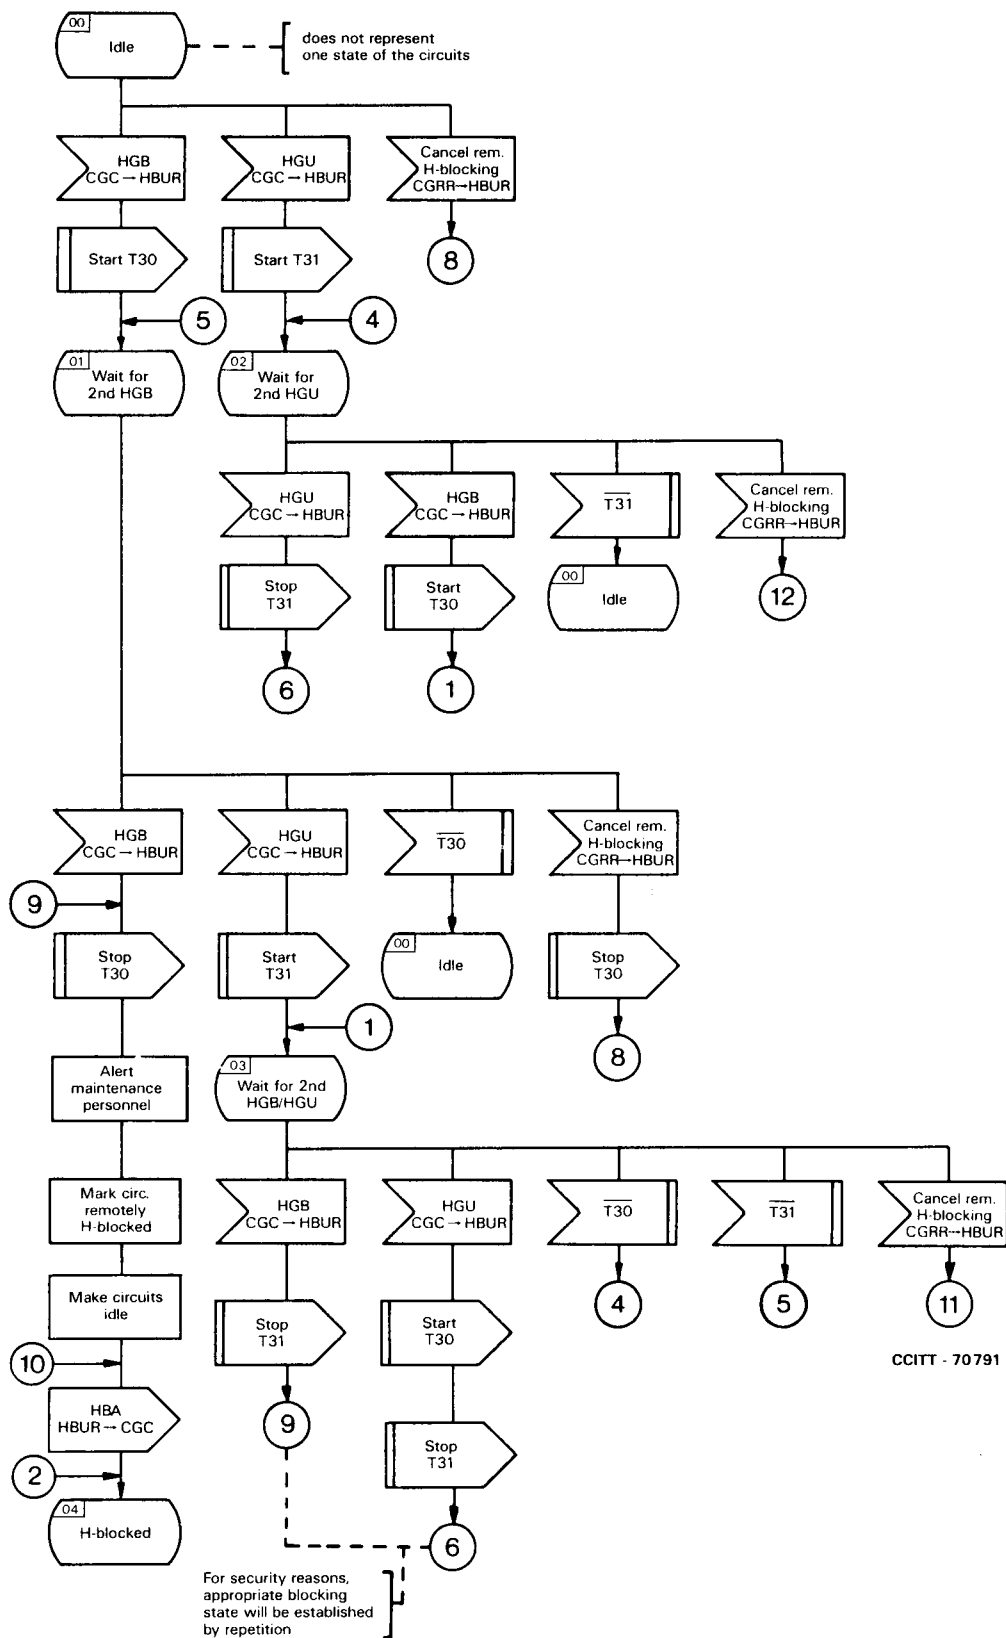 00
Idle
does not represent
one state of the circuits
HGB
CGC → HBUR
HGU
CGC → HBUR
Cancel rem.
H-blocking
CGRR→HBUR
Start T30
Start T31
8
5
4
01
Wait for
2nd HGB
02
Wait for
2nd HGU
HGU
CGC → HBUR
HGB
CGC → HBUR
T31
Cancel rem.
H-blocking
CGRR→HBUR
Stop
T31
Start
T30
00
Idle
12
6
1
HGB
CGC → HBUR
HGU
CGC → HBUR
T30
Cancel rem.
H-blocking
CGRR→HBUR
9
Stop
T30
Start
T31
00
Idle
Stop
T30
1
8
Alert
maintenance
personnel
03
Wait for 2nd
HGB/HGU
Mark circ.
remotely
H-blocked
HGB
CGC → HBUR
HGU
CGC → HBUR
T30
T31
Cancel rem.
H-blocking
CGRR→HBUR
Make circuits
idle
Stop
T31
Start
T30
4
5
11
10
CCITT - 70791
HBA
HBUR → CGC
9
Stop
T31
2
04
H-blocked
6
For security reasons,
appropriate blocking
state will be established
by repetition